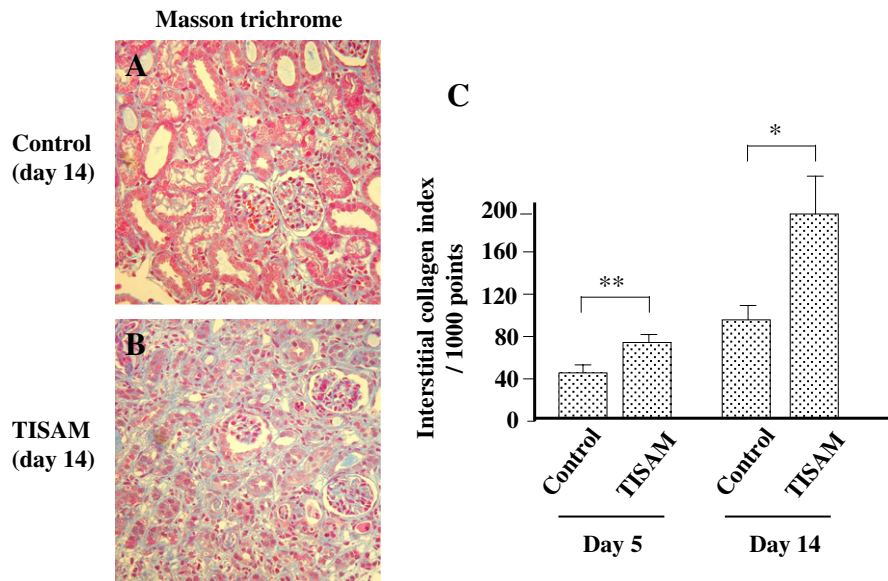 Masson trichrome
A
Control
(day 14)
B
TISAM
(day 14)
C
Interstitial collagen index
/ 1000 points
200
160
120
80
40
0
**
*
Control
TISAM
Control
TISAM
Day 5
Day 14